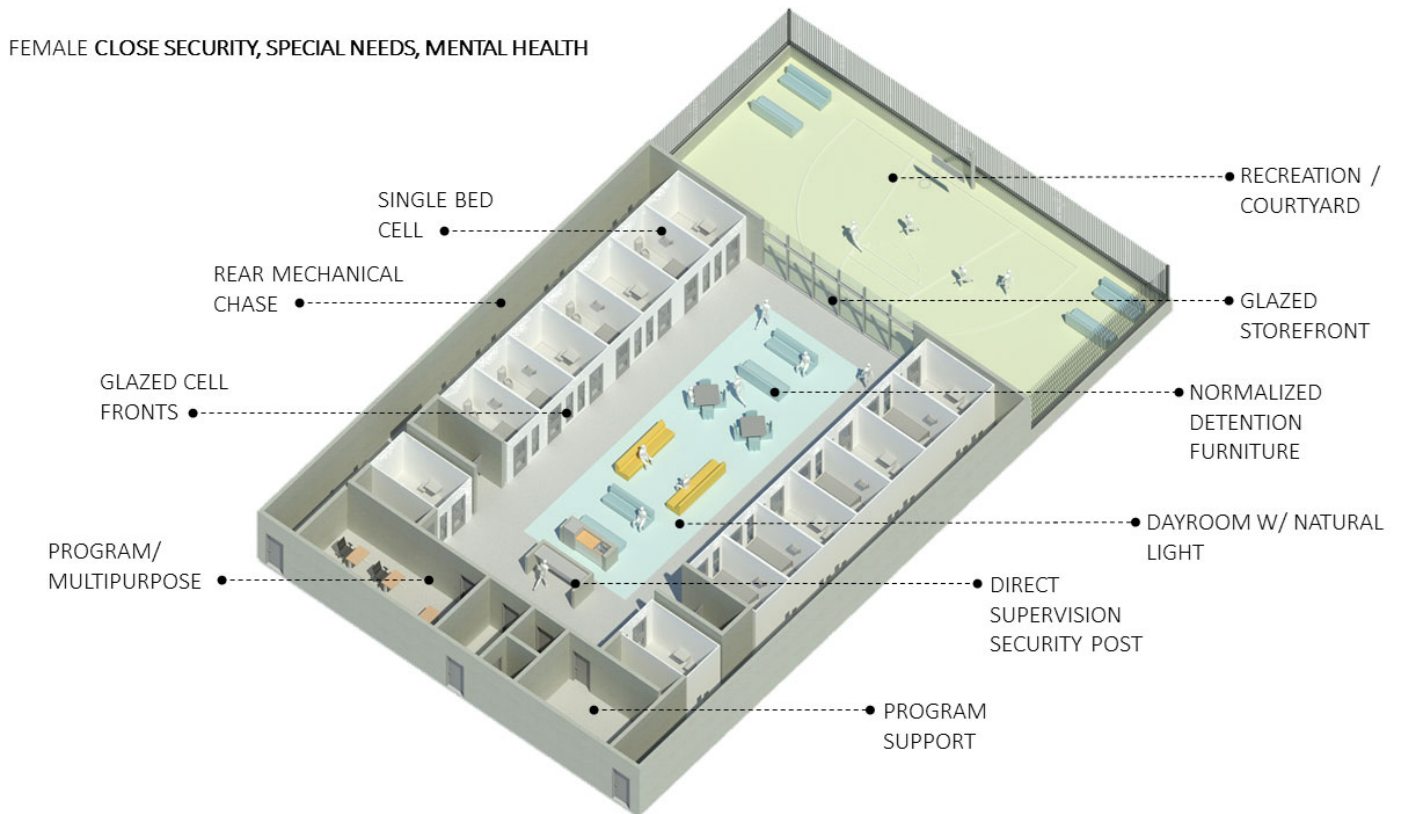 FEMALE CLOSE SECURITY, SPECIAL NEEDS, MENTAL HEALTH
SINGLE BED
CELL
REAR MECHANICAL
CHASE
GLAZED CELL
FRONTS
PROGRAM/
MULTIPURPOSE
RECREATION /
COURTYARD
GLAZED
STOREFRONT
NORMALIZED
DETENTION
FURNITURE
DAYROOM W/ NATURAL
LIGHT
DIRECT
SUPERVISION
SECURITY POST
PROGRAM
SUPPORT